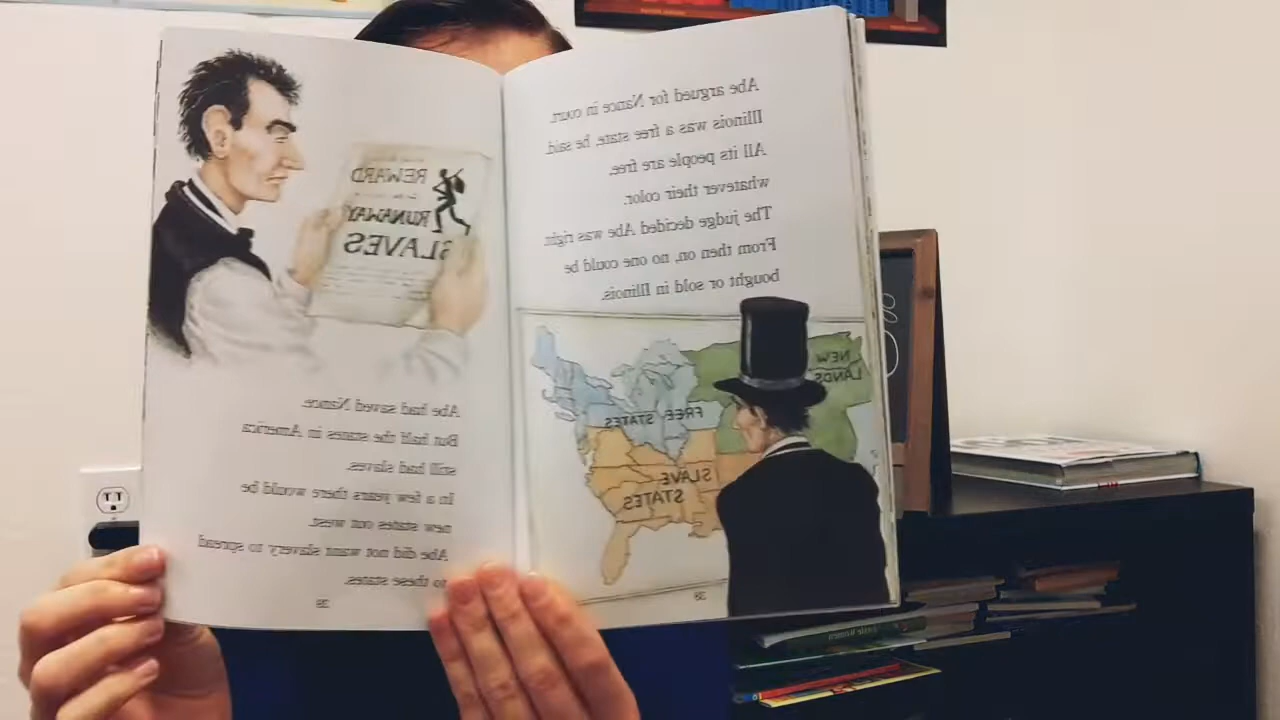 Abe argued for Nance in court.
Illinois was a free state, he said.
All its people are free,
whatever their color.
The judge decided Abe was right.
From then on, no one could be
bought or sold in Illinois.
NEW
LANDS
FREE STATES
SLAVE
STATES
38
REWARD
RUNAWAY
SLAVES
Abe had saved Nance.
But half the states in America
still had slaves.
In a few years there would be
new states out west.
Abe did not want slavery to spread
to these states.
39